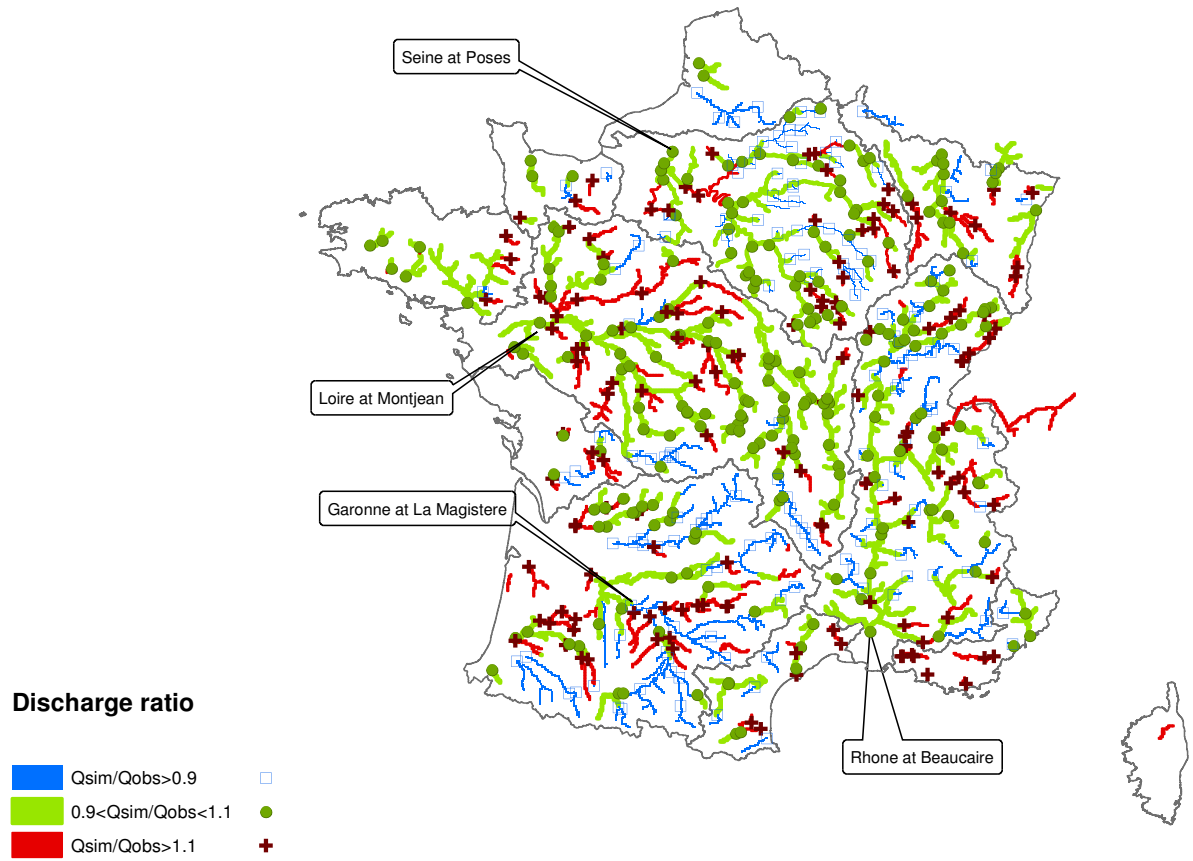 Seine at Poses
Loire at Montjean
Garonne at La Magistere
Rhone at Beaucaire
Discharge ratio
Qsim/Qobs>0.9
0.9<Qsim/Qobs<1.1
Qsim/Qobs>1.1